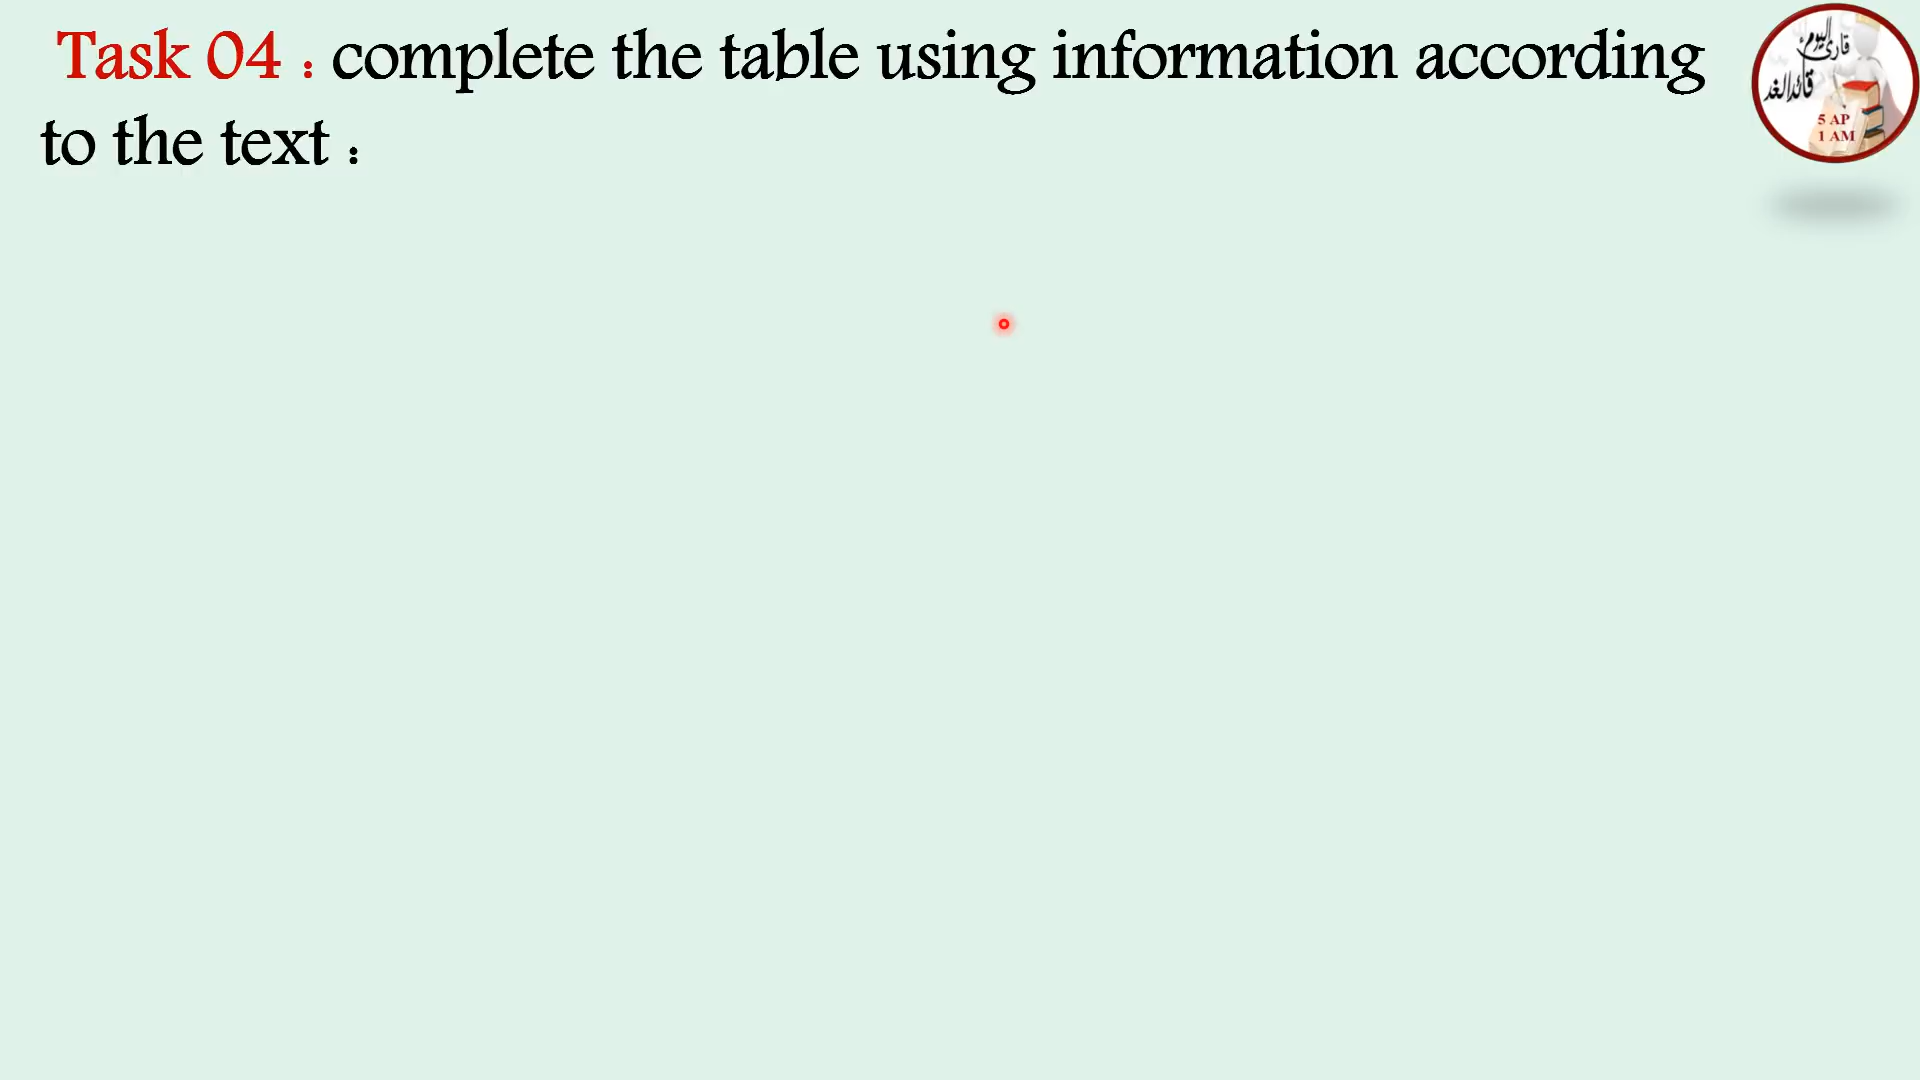 Task 04 : complete the table using information according
to the text :
قارئ اليوم
قائد الغد
5 AP
1 AM